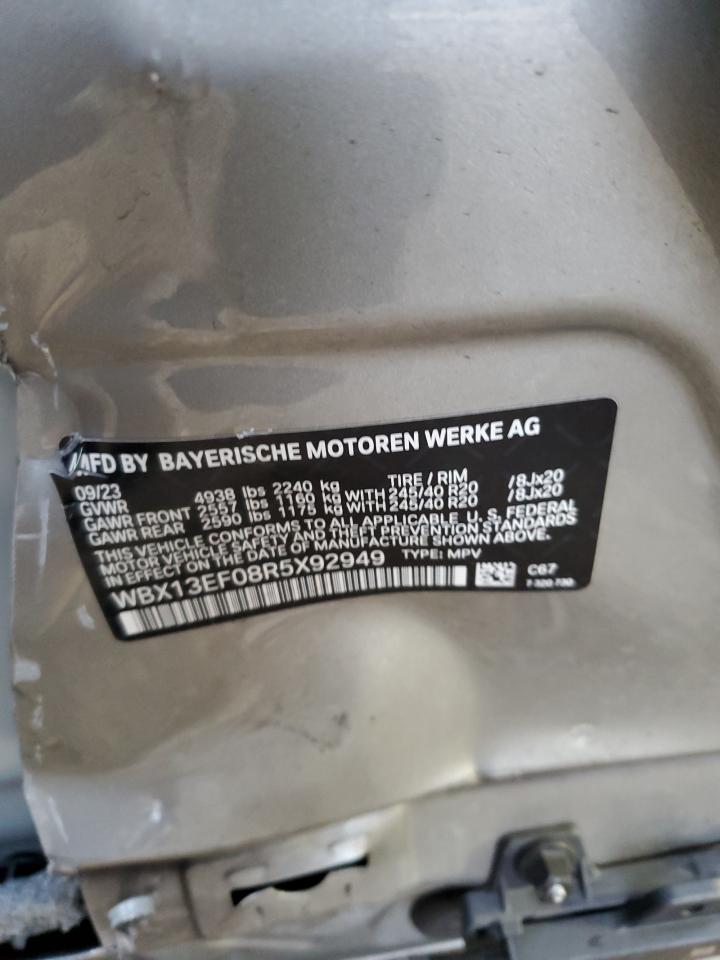 MFD BY BAYERISCHE MOTOREN WERKE AG
09/23 TIRE / RIM
GVWR 4938 lbs 2240 kg
GAWR FRONT 2557 lbs 1160 kg WITH 245/40 R20 /8Jx20
GAWR REAR 2590 lbs 1175 kg WITH 245/40 R20 /8Jx20
THIS VEHICLE CONFORMS TO ALL APPLICABLE U. S. FEDERAL
MOTOR VEHICLE SAFETY AND THEFT PREVENTION STANDARDS
IN EFFECT ON THE DATE OF MANUFACTURE SHOWN ABOVE.
WBX13EF08R5X92949 TYPE: MPV
C67